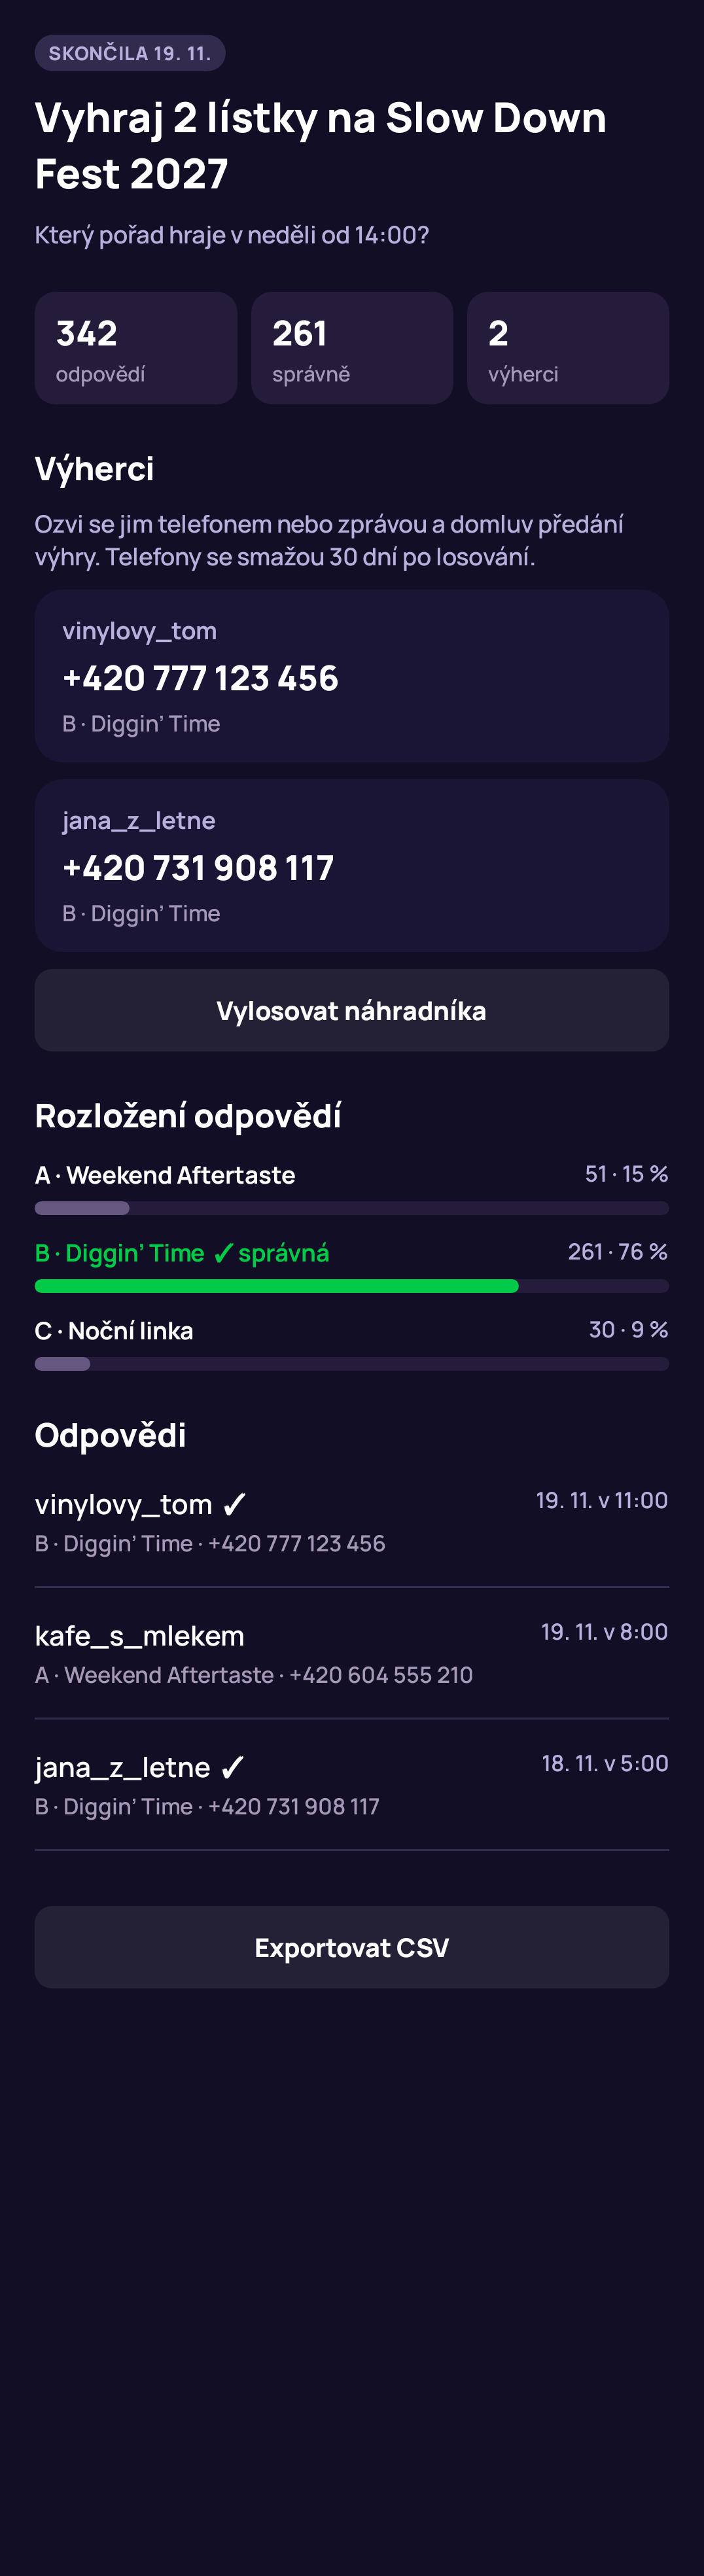 SKONČILA 19. 11.
Vyhraj 2 lístky na Slow Down
Fest 2027
Který pořad hraje v neděli od 14:00?
342
odpovědí
261
správně
2
výherci
Výherci
Ozvi se jim telefonem nebo zprávou a domluv předání
výhry. Telefony se smažou 30 dní po losování.
vinylovy_tom
+420 777 123 456
B · Diggin’ Time
jana_z_letne
+420 731 908 117
B · Diggin’ Time
Vylosovat náhradníka
Rozložení odpovědí
A · Weekend Aftertaste 51 · 15 %
B · Diggin’ Time ✓ správná 261 · 76 %
C · Noční linka 30 · 9 %
Odpovědi
vinylovy_tom ✓ 19. 11. v 11:00
B · Diggin’ Time · +420 777 123 456
kafe_s_mlekem 19. 11. v 8:00
A · Weekend Aftertaste · +420 604 555 210
jana_z_letne ✓ 18. 11. v 5:00
B · Diggin’ Time · +420 731 908 117
Exportovat CSV